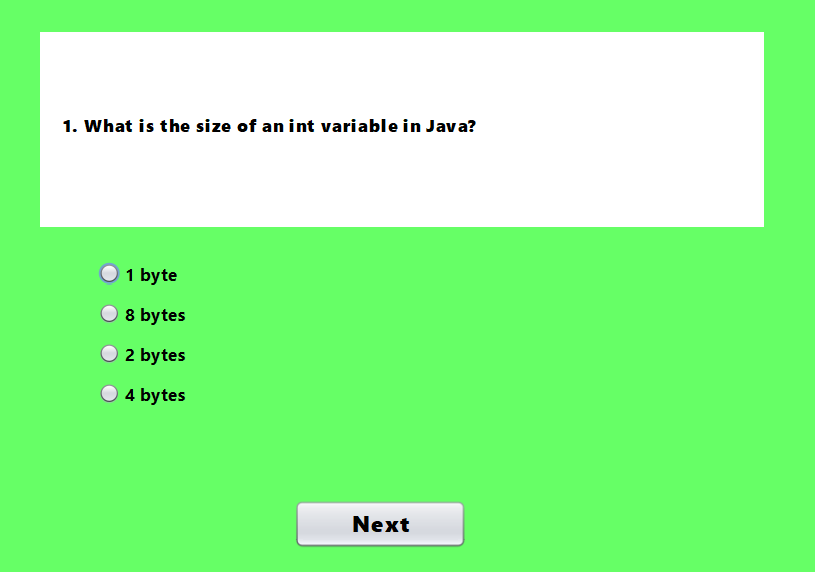 1. What is the size of an int variable in Java?
1 byte
8 bytes
2 bytes
4 bytes
Next